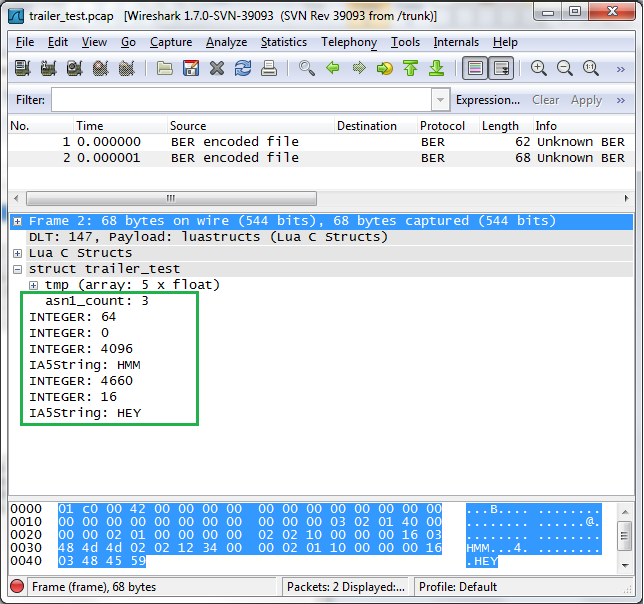 trailer_test.pcap [Wireshark 1.7.0-SVN-39093 (SVN Rev 39093 from /trunk)]
File Edit View Go Capture Analyze Statistics Telephony Tools Internals Help
Filter: Expression... Clear Apply »
No. Time Source Destination Protocol Length Info
1 0.000000 BER encoded file BER 62 Unknown BER
2 0.000001 BER encoded file BER 68 Unknown BER
Frame 2: 68 bytes on wire (544 bits), 68 bytes captured (544 bits)
DLT: 147, Payload: luastructs (Lua C Structs)
Lua C Structs
struct trailer_test
tmp (array: 5 x float)
asn1_count: 3
INTEGER: 64
INTEGER: 0
INTEGER: 4096
IA5String: HMM
INTEGER: 4660
INTEGER: 16
IA5String: HEY
0000 01 c0 00 42 00 00 00 00 00 00 00 00 00 00 00 00 ...B............
0010 00 00 00 00 00 00 00 00 00 00 00 03 02 01 40 00 ..............@.
0020 00 00 02 01 00 00 00 00 02 02 10 00 00 00 16 03 ................
0030 48 4d 4d 02 02 12 34 00 00 02 01 10 00 00 00 16 HMM...4.........
0040 03 48 45 59 .HEY
Frame (frame), 68 bytes Packets: 2 Displayed:... Profile: Default